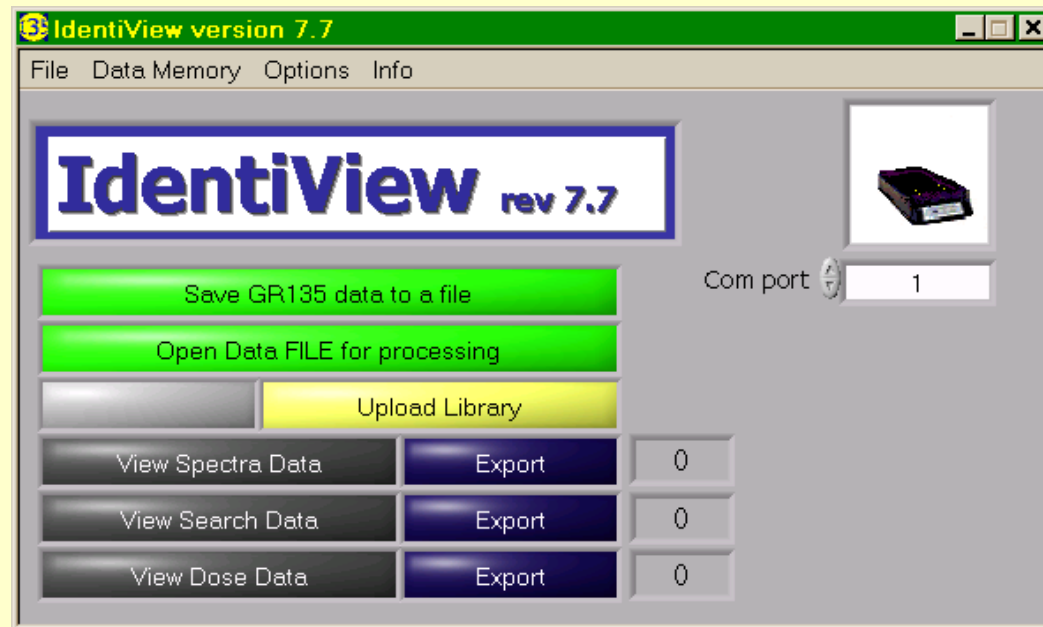 IdentiView version 7.7
File Data Memory Options Info
IdentiView rev 7.7
Com port 1
Save GR135 data to a file
Open Data FILE for processing
Upload Library
View Spectra Data Export 0
View Search Data Export 0
View Dose Data Export 0